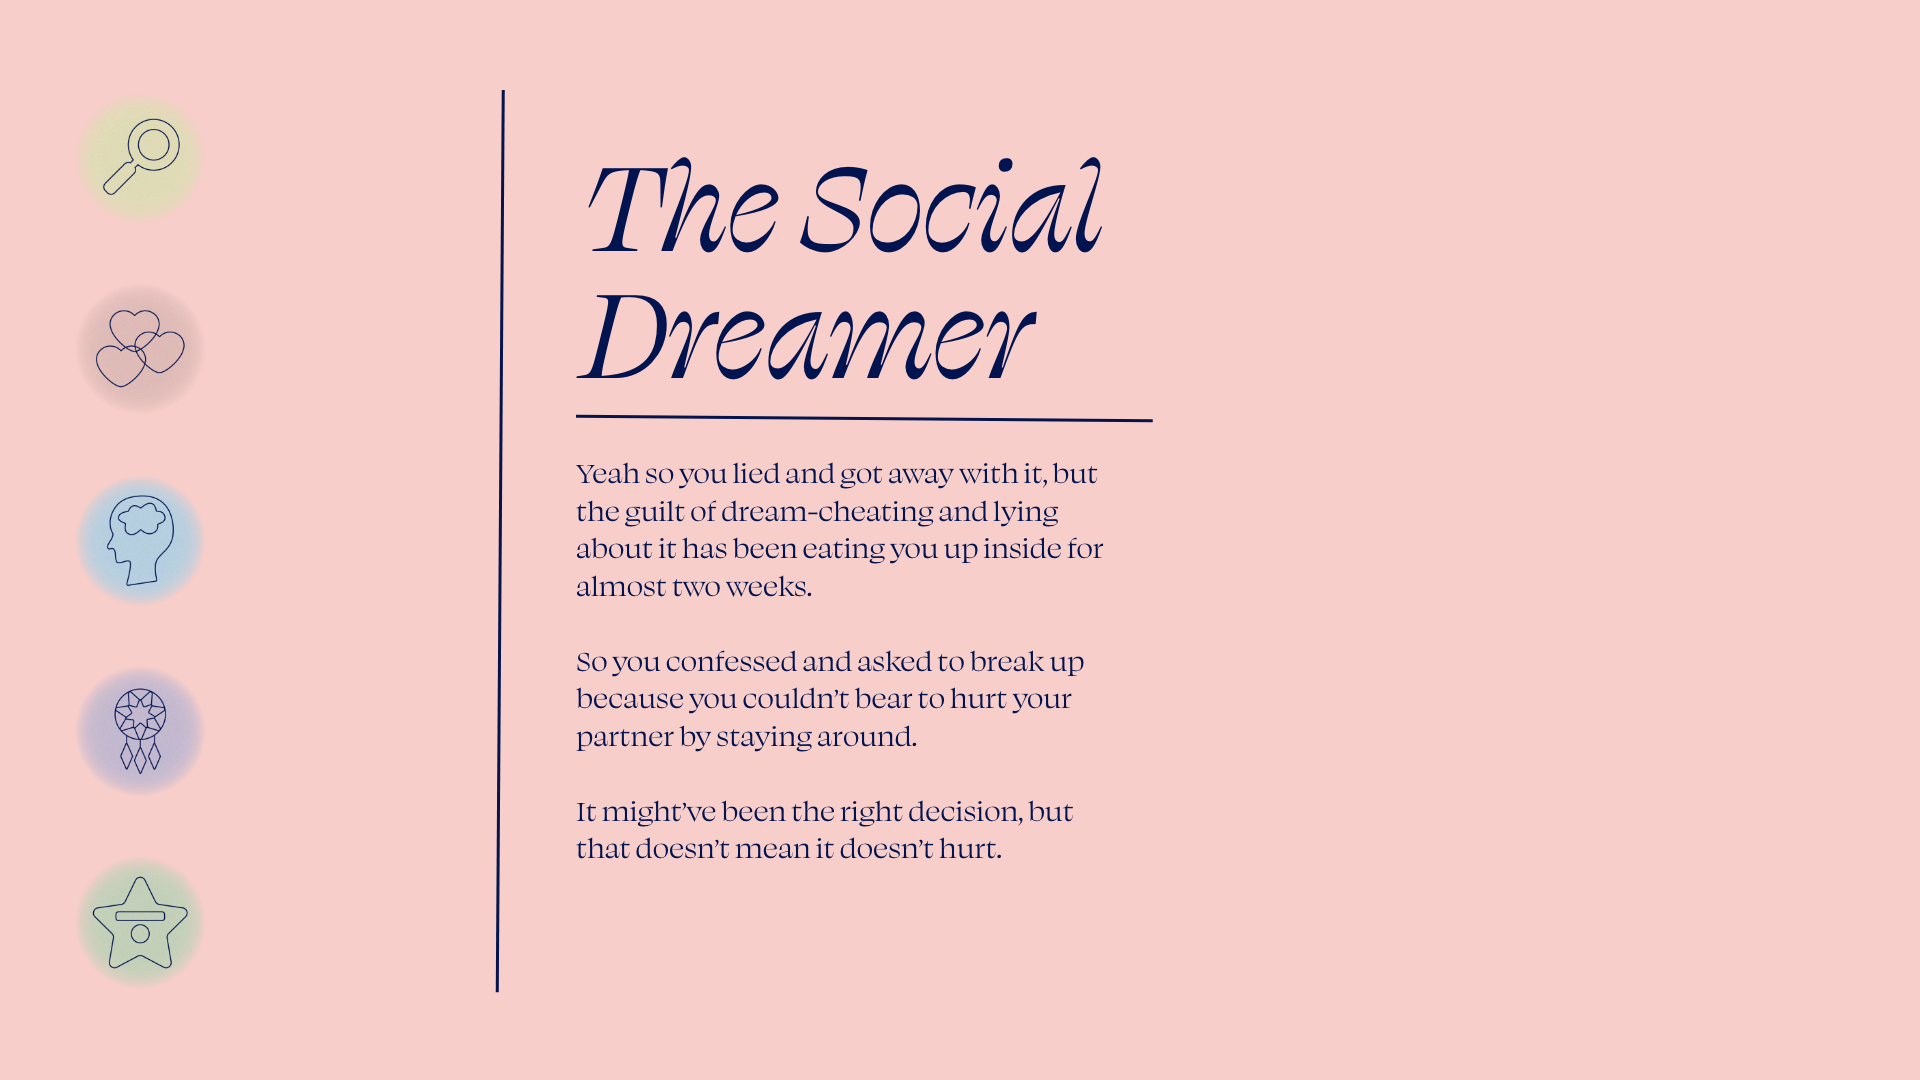 The Social
Dreamer
Yeah so you lied and got away with it, but
the guilt of dream-cheating and lying
about it has been eating you up inside for
almost two weeks.
So you confessed and asked to break up
because you couldn’t bear to hurt your
partner by staying around.
It might’ve been the right decision, but
that doesn’t mean it doesn’t hurt.